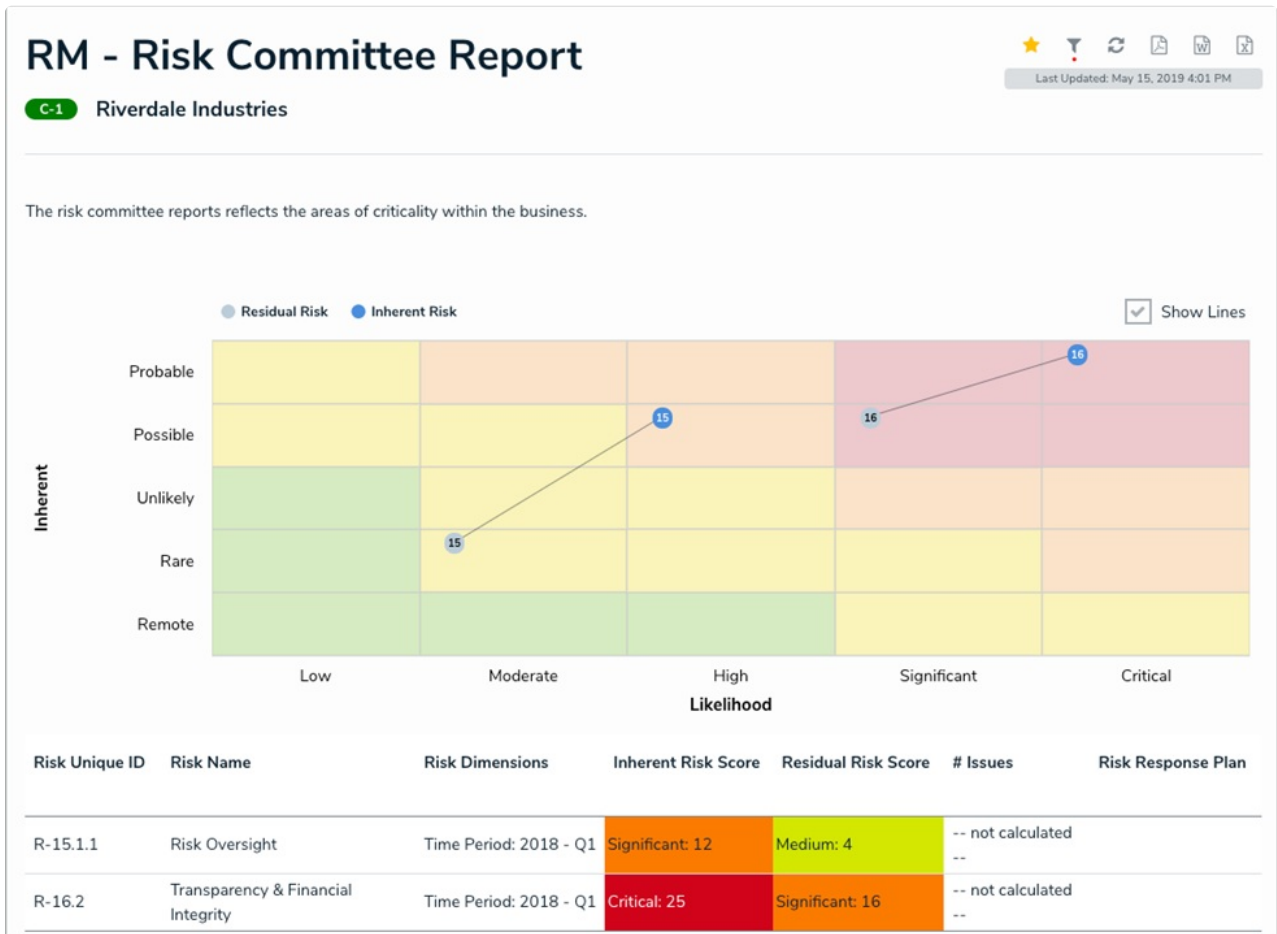 RM - Risk Committee Report
Last Updated: May 15, 2019 4:01 PM
C-1 Riverdale Industries
The risk committee reports reflects the areas of criticality within the business.
Residual Risk Inherent Risk
Show Lines
Probable
16
Possible
15
16
Inherent
Unlikely
Rare
15
Remote
Low Moderate High Significant Critical
Likelihood
Risk Unique ID Risk Name Risk Dimensions Inherent Risk Score Residual Risk Score # Issues Risk Response Plan
R-15.1.1 Risk Oversight Time Period: 2018 - Q1 Significant: 12 Medium: 4 -- not calculated
--
R-16.2 Transparency & Financial
Integrity
Time Period: 2018 - Q1 Critical: 25 Significant: 16 -- not calculated
--